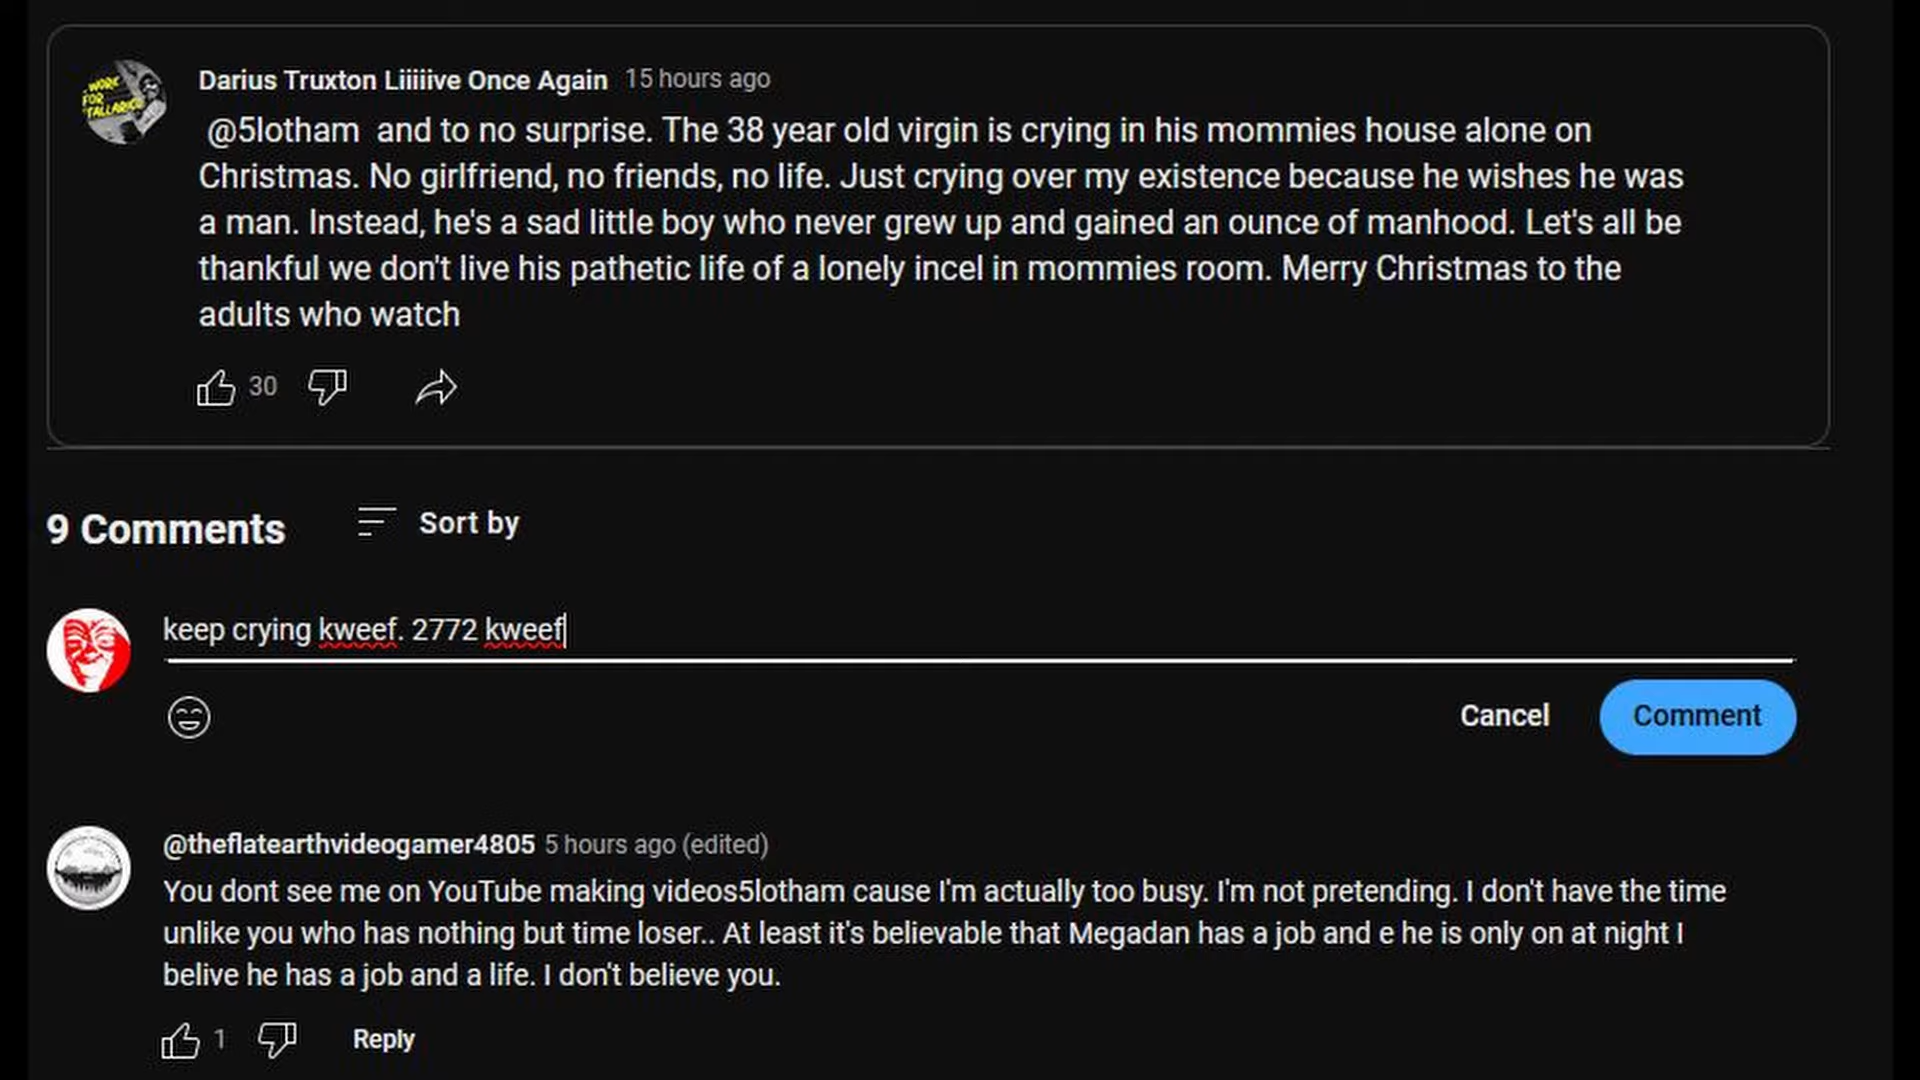 WORK
FOR
TALLARICO
Darius Truxton Liiiiive Once Again 15 hours ago
@5lotham and to no surprise. The 38 year old virgin is crying in his mommies house alone on
Christmas. No girlfriend, no friends, no life. Just crying over my existence because he wishes he was
a man. Instead, he's a sad little boy who never grew up and gained an ounce of manhood. Let's all be
thankful we don't live his pathetic life of a lonely incel in mommies room. Merry Christmas to the
adults who watch
30
9 Comments Sort by
keep crying kweef. 2772 kweef
Cancel Comment
@theflatearthvideogamer4805 5 hours ago (edited)
You dont see me on YouTube making videos5lotham cause I'm actually too busy. I'm not pretending. I don't have the time
unlike you who has nothing but time loser.. At least it's believable that Megadan has a job and e he is only on at night I
belive he has a job and a life. I don't believe you.
1 Reply